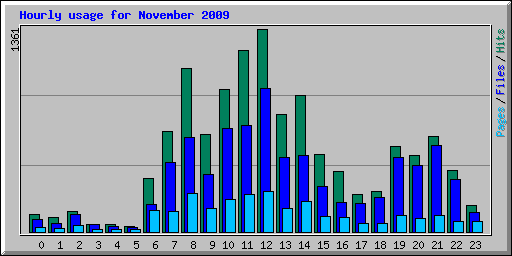 Hourly usage for November 2009
1361
Pages/Files/Hits
0 1 2 3 4 5 6 7 8 9 10 11 12 13 14 15 16 17 18 19 20 21 22 23